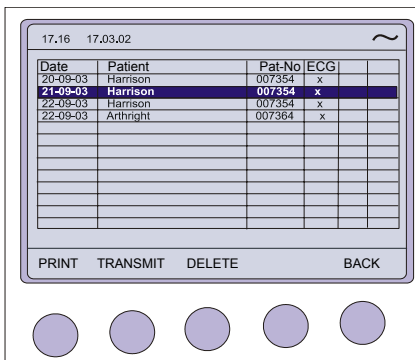 17.16 17.03.02
Date Patient Pat-No ECG
20-09-03 Harrison 007354 x
21-09-03 Harrison 007354 x
22-09-03 Harrison 007354 x
22-09-03 Arthright 007364 x
PRINT TRANSMIT DELETE BACK